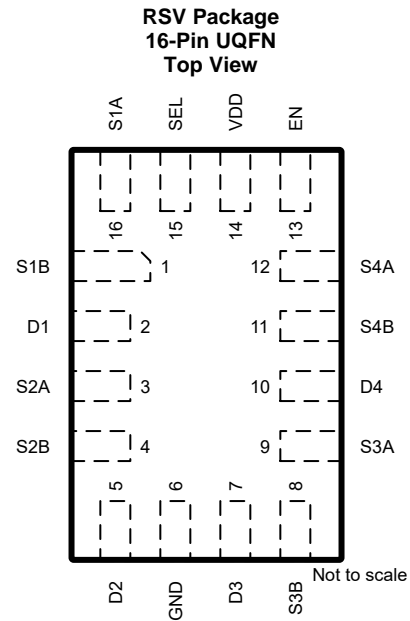 RSV Package
16-Pin UQFN
Top View
S1A SEL VDD EN
16 15 14 13
S1B 1 12 S4A
D1 2 11 S4B
S2A 3 10 D4
S2B 4 9 S3A
5 6 7 8
Not to scale
D2 GND D3 S3B